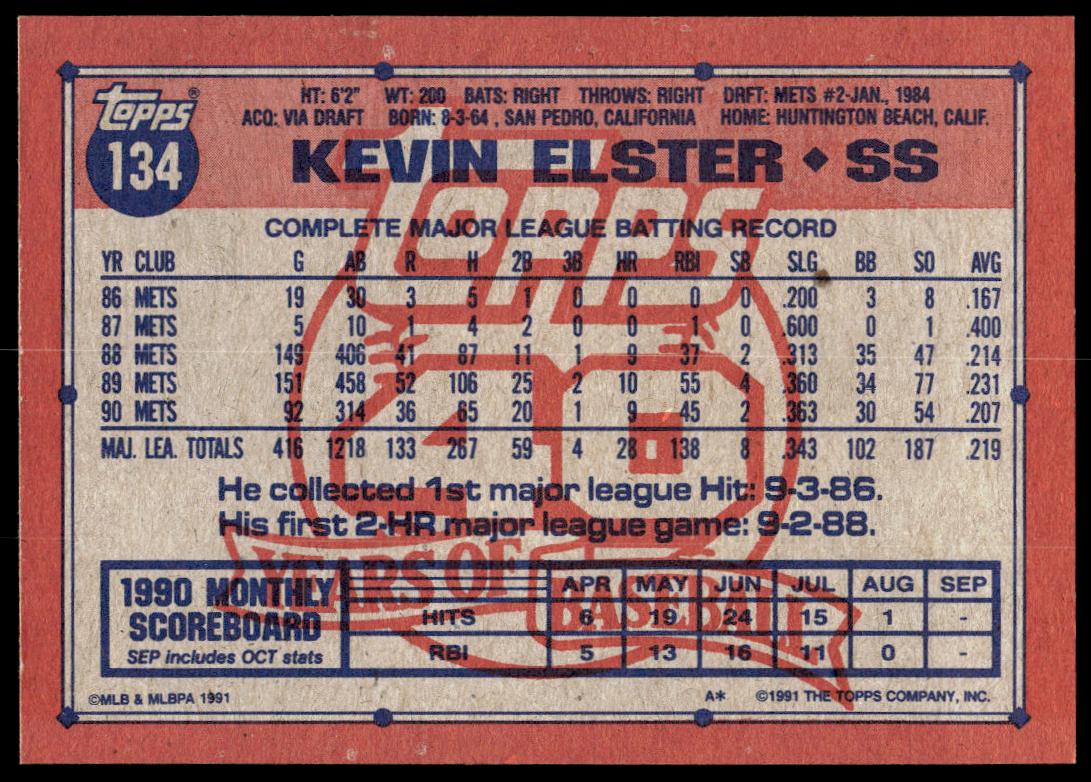 Topps®
134
HT: 6'2" WT: 200 BATS: RIGHT THROWS: RIGHT DRFT: METS #2-JAN., 1984
ACQ: VIA DRAFT BORN: 8-3-64 , SAN PEDRO, CALIFORNIA HOME: HUNTINGTON BEACH, CALIF.
KEVIN ELSTER ◆ SS
Topps
40
YEARS OF
BASEBALL
COMPLETE MAJOR LEAGUE BATTING RECORD
YR CLUB G AB R H 2B 3B HR RBI SB SLG BB SO AVG
86 METS 19 30 3 5 1 0 0 0 0 .200 3 8 .167
87 METS 5 10 1 4 2 0 0 1 0 .600 0 1 .400
88 METS 149 406 41 87 11 1 9 37 2 .313 35 47 .214
89 METS 151 458 52 106 25 2 10 55 4 .360 34 77 .231
90 METS 92 314 36 65 20 1 9 45 2 .363 30 54 .207
MAJ. LEA. TOTALS 416 1218 133 267 59 4 28 138 8 .343 102 187 .219
He collected 1st major league Hit: 9-3-86.
His first 2-HR major league game: 9-2-88.
1990 MONTHLY
SCOREBOARD
SEP includes OCT stats
APR MAY JUN JUL AUG SEP
HITS 6 19 24 15 1 -
RBI 5 13 16 11 0 -
©MLB & MLBPA 1991 A* ©1991 THE TOPPS COMPANY, INC.